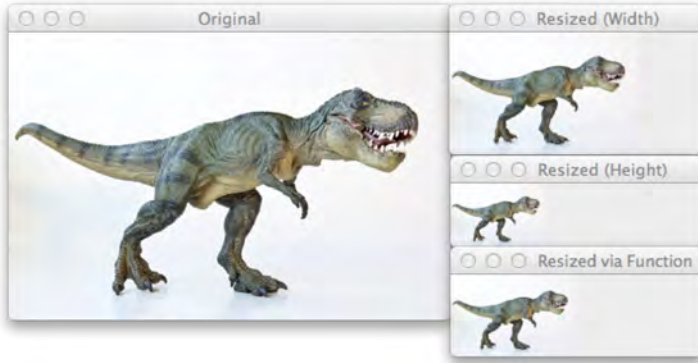 Original
Resized (Width)
Resized (Height)
Resized via Function